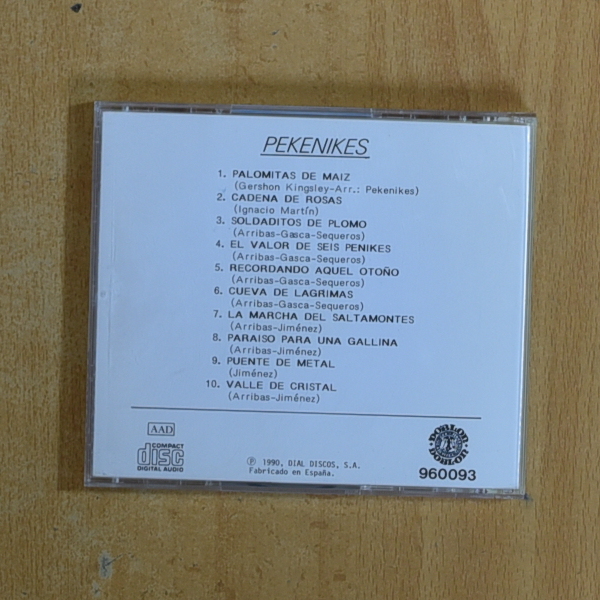 PEKENIKES
1. PALOMITAS DE MAIZ
(Gershon Kingsley-Arr.: Pekenikes)
2. CADENA DE ROSAS
(Ignacio Martín)
3. SOLDADITOS DE PLOMO
(Arribas-Gasca-Sequeros)
4. EL VALOR DE SEIS PENIKES
(Arribas-Gasca-Sequeros)
5. RECORDANDO AQUEL OTOÑO
(Arribas-Gasca-Sequeros)
6. CUEVA DE LAGRIMAS
(Arribas-Gasca-Sequeros)
7. LA MARCHA DEL SALTAMONTES
(Arribas-Jiménez)
8. PARAISO PARA UNA GALLINA
(Arribas-Jiménez)
9. PUENTE DE METAL
(Jiménez)
10. VALLE DE CRISTAL
(Arribas-Jiménez)
AAD
COMPACT
disc
DIGITAL AUDIO
℗ 1990, DIAL DISCOS, S.A.
Fabricado en España.
DOBLON
DOBLON
960093